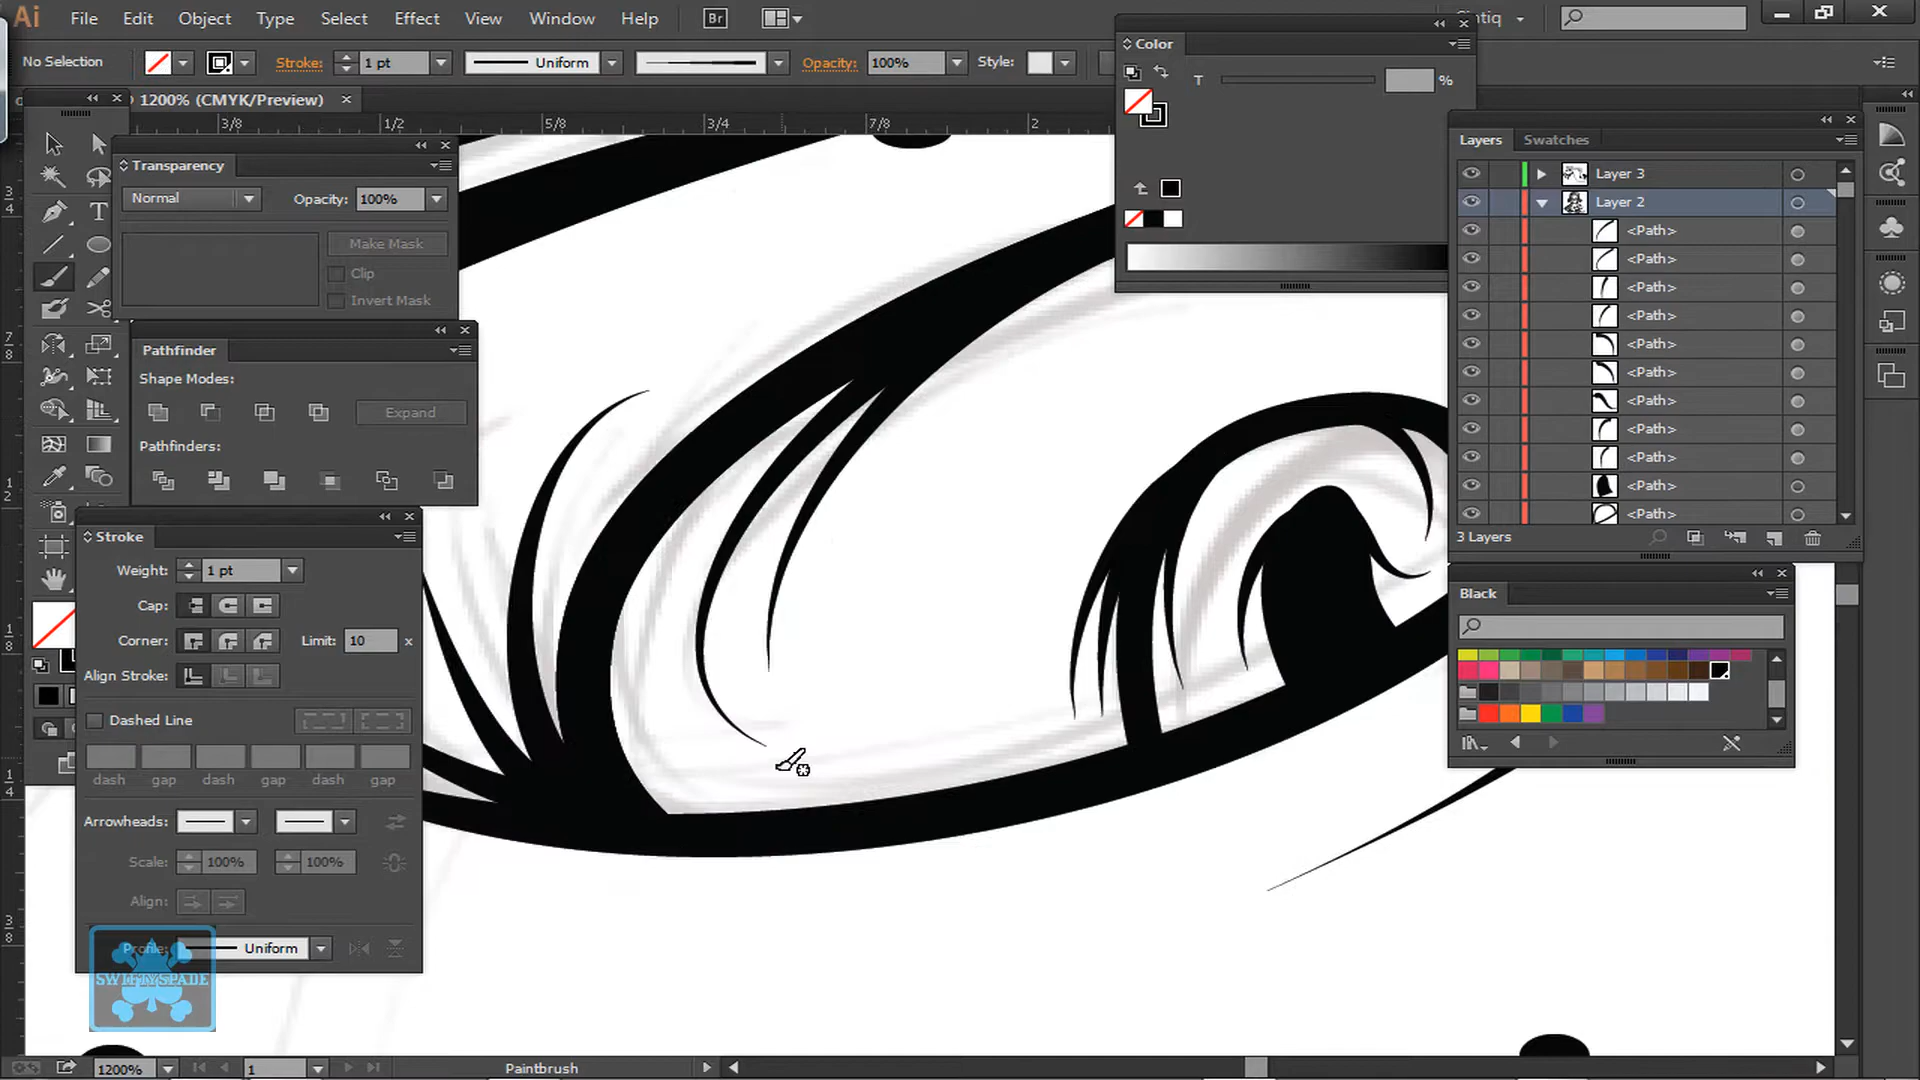 Ai File Edit Object Type Select Effect View Window Help Br
No Selection Stroke: 1 pt Uniform Opacity: 100% Style:
1200% (CMYK/Preview) ×
3/8 1/2 5/8 3/4 7/8 2
Transparency
Normal Opacity: 100%
Make Mask
Clip
Invert Mask
Pathfinder
Shape Modes:
Expand
Pathfinders:
Stroke
Weight: 1 pt
Cap:
Corner: Limit: 10 x
Align Stroke:
Dashed Line
dash gap dash gap dash gap
Arrowheads:
Scale: 100% 100%
Align:
Profile: Uniform
SWIFTYSPADE
Color
T %
Layers Swatches
Layer 3
Layer 2
<Path>
<Path>
<Path>
<Path>
<Path>
<Path>
<Path>
<Path>
<Path>
<Path>
<Path>
3 Layers
Black
1200% 1 Paintbrush